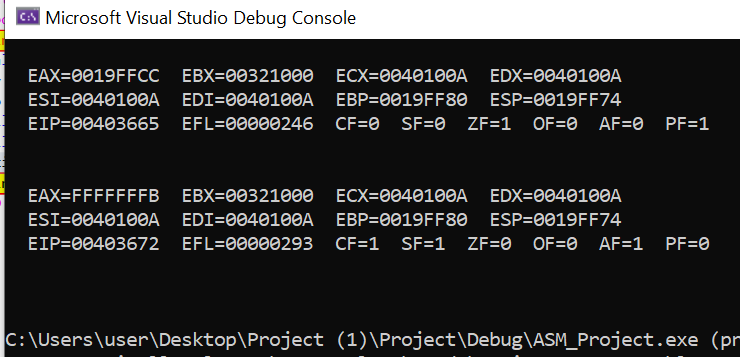 Microsoft Visual Studio Debug Console
EAX=0019FFCC EBX=00321000 ECX=0040100A EDX=0040100A
ESI=0040100A EDI=0040100A EBP=0019FF80 ESP=0019FF74
EIP=00403665 EFL=00000246 CF=0 SF=0 ZF=1 OF=0 AF=0 PF=1
EAX=FFFFFFFB EBX=00321000 ECX=0040100A EDX=0040100A
ESI=0040100A EDI=0040100A EBP=0019FF80 ESP=0019FF74
EIP=00403672 EFL=00000293 CF=1 SF=1 ZF=0 OF=0 AF=1 PF=0
C:\Users\user\Desktop\Project (1)\Project\Debug\ASM_Project.exe (pr